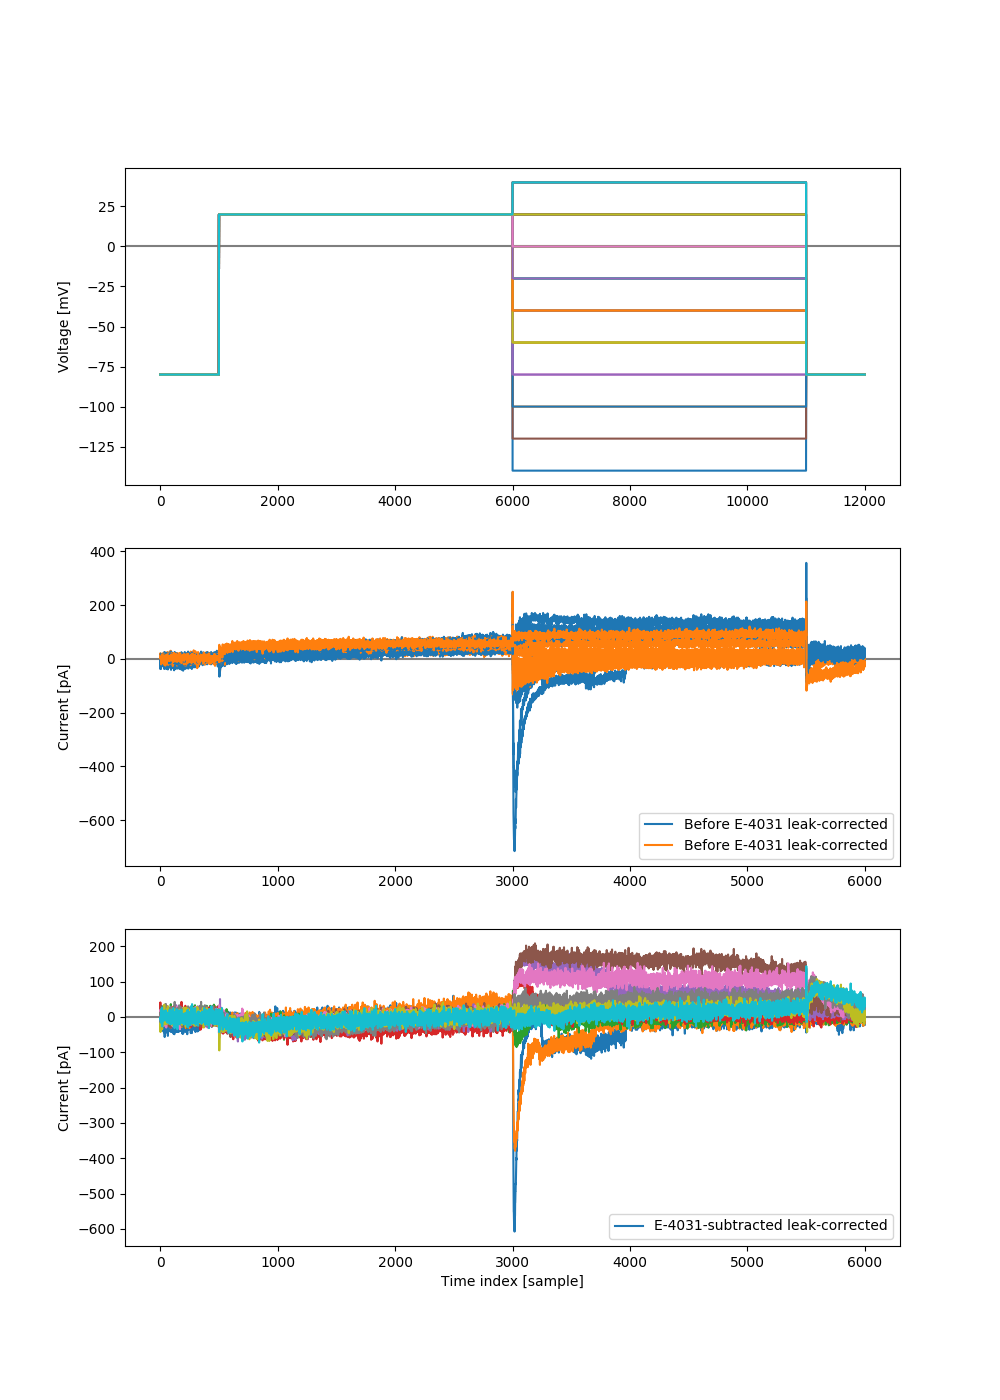 25
0
−25
−50
−75
−100
−125
Voltage [mV]
0 2000 4000 6000 8000 10000 12000
400
200
0
−200
−400
−600
Current [pA]
Before E-4031 leak-corrected
Before E-4031 leak-corrected
0 1000 2000 3000 4000 5000 6000
200
100
0
−100
−200
−300
−400
−500
−600
Current [pA]
E-4031-subtracted leak-corrected
0 1000 2000 3000 4000 5000 6000
Time index [sample]